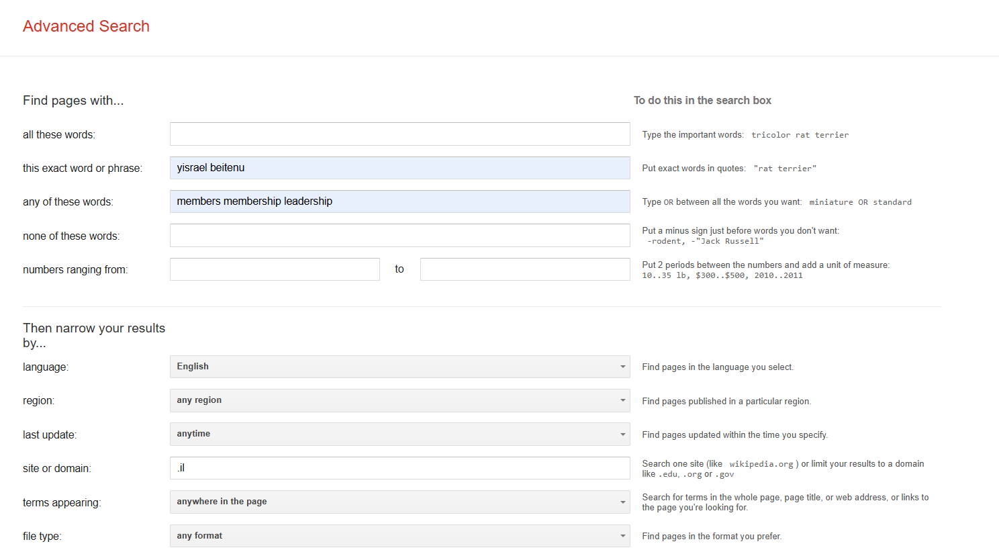 Advanced Search
Find pages with...
To do this in the search box
all these words:
Type the important words: tricolor rat terrier
this exact word or phrase:
yisrael beitenu
Put exact words in quotes: "rat terrier"
any of these words:
members membership leadership
Type OR between all the words you want: miniature OR standard
none of these words:
Put a minus sign just before words you don't want:
-rodent, -"Jack Russell"
numbers ranging from:
to
Put 2 periods between the numbers and add a unit of measure:
10..35 lb, $300..$500, 2010..2011
Then narrow your results
by...
language:
English
Find pages in the language you select.
region:
any region
Find pages published in a particular region.
last update:
anytime
Find pages updated within the time you specify.
site or domain:
.il
Search one site (like wikipedia.org ) or limit your results to a domain
like .edu, .org or .gov
terms appearing:
anywhere in the page
Search for terms in the whole page, page title, or web address, or links to
the page you're looking for.
file type:
any format
Find pages in the format you prefer.